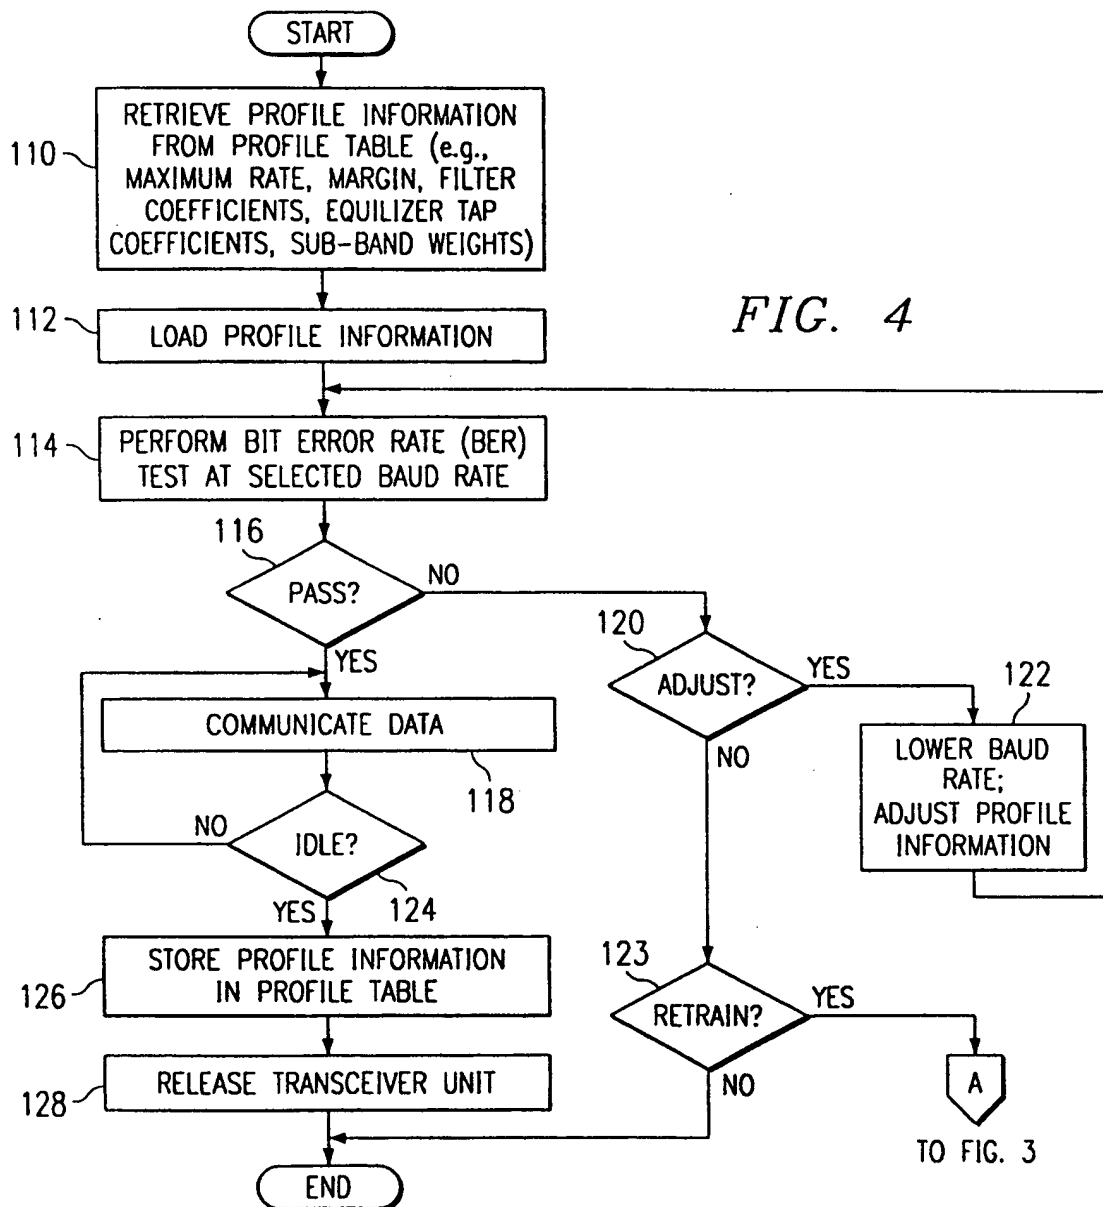 START
110
RETRIEVE PROFILE INFORMATION
FROM PROFILE TABLE (e.g.,
MAXIMUM RATE, MARGIN, FILTER
COEFFICIENTS, EQUILIZER TAP
COEFFICIENTS, SUB-BAND WEIGHTS)
112
LOAD PROFILE INFORMATION
FIG. 4
114
PERFORM BIT ERROR RATE (BER)
TEST AT SELECTED BAUD RATE
116
PASS?
NO
YES
120
ADJUST?
YES
NO
122
LOWER BAUD
RATE;
ADJUST PROFILE
INFORMATION
COMMUNICATE DATA
118
IDLE?
NO
124
YES
126
STORE PROFILE INFORMATION
IN PROFILE TABLE
123
RETRAIN?
YES
NO
A
TO FIG. 3
128
RELEASE TRANSCEIVER UNIT
END